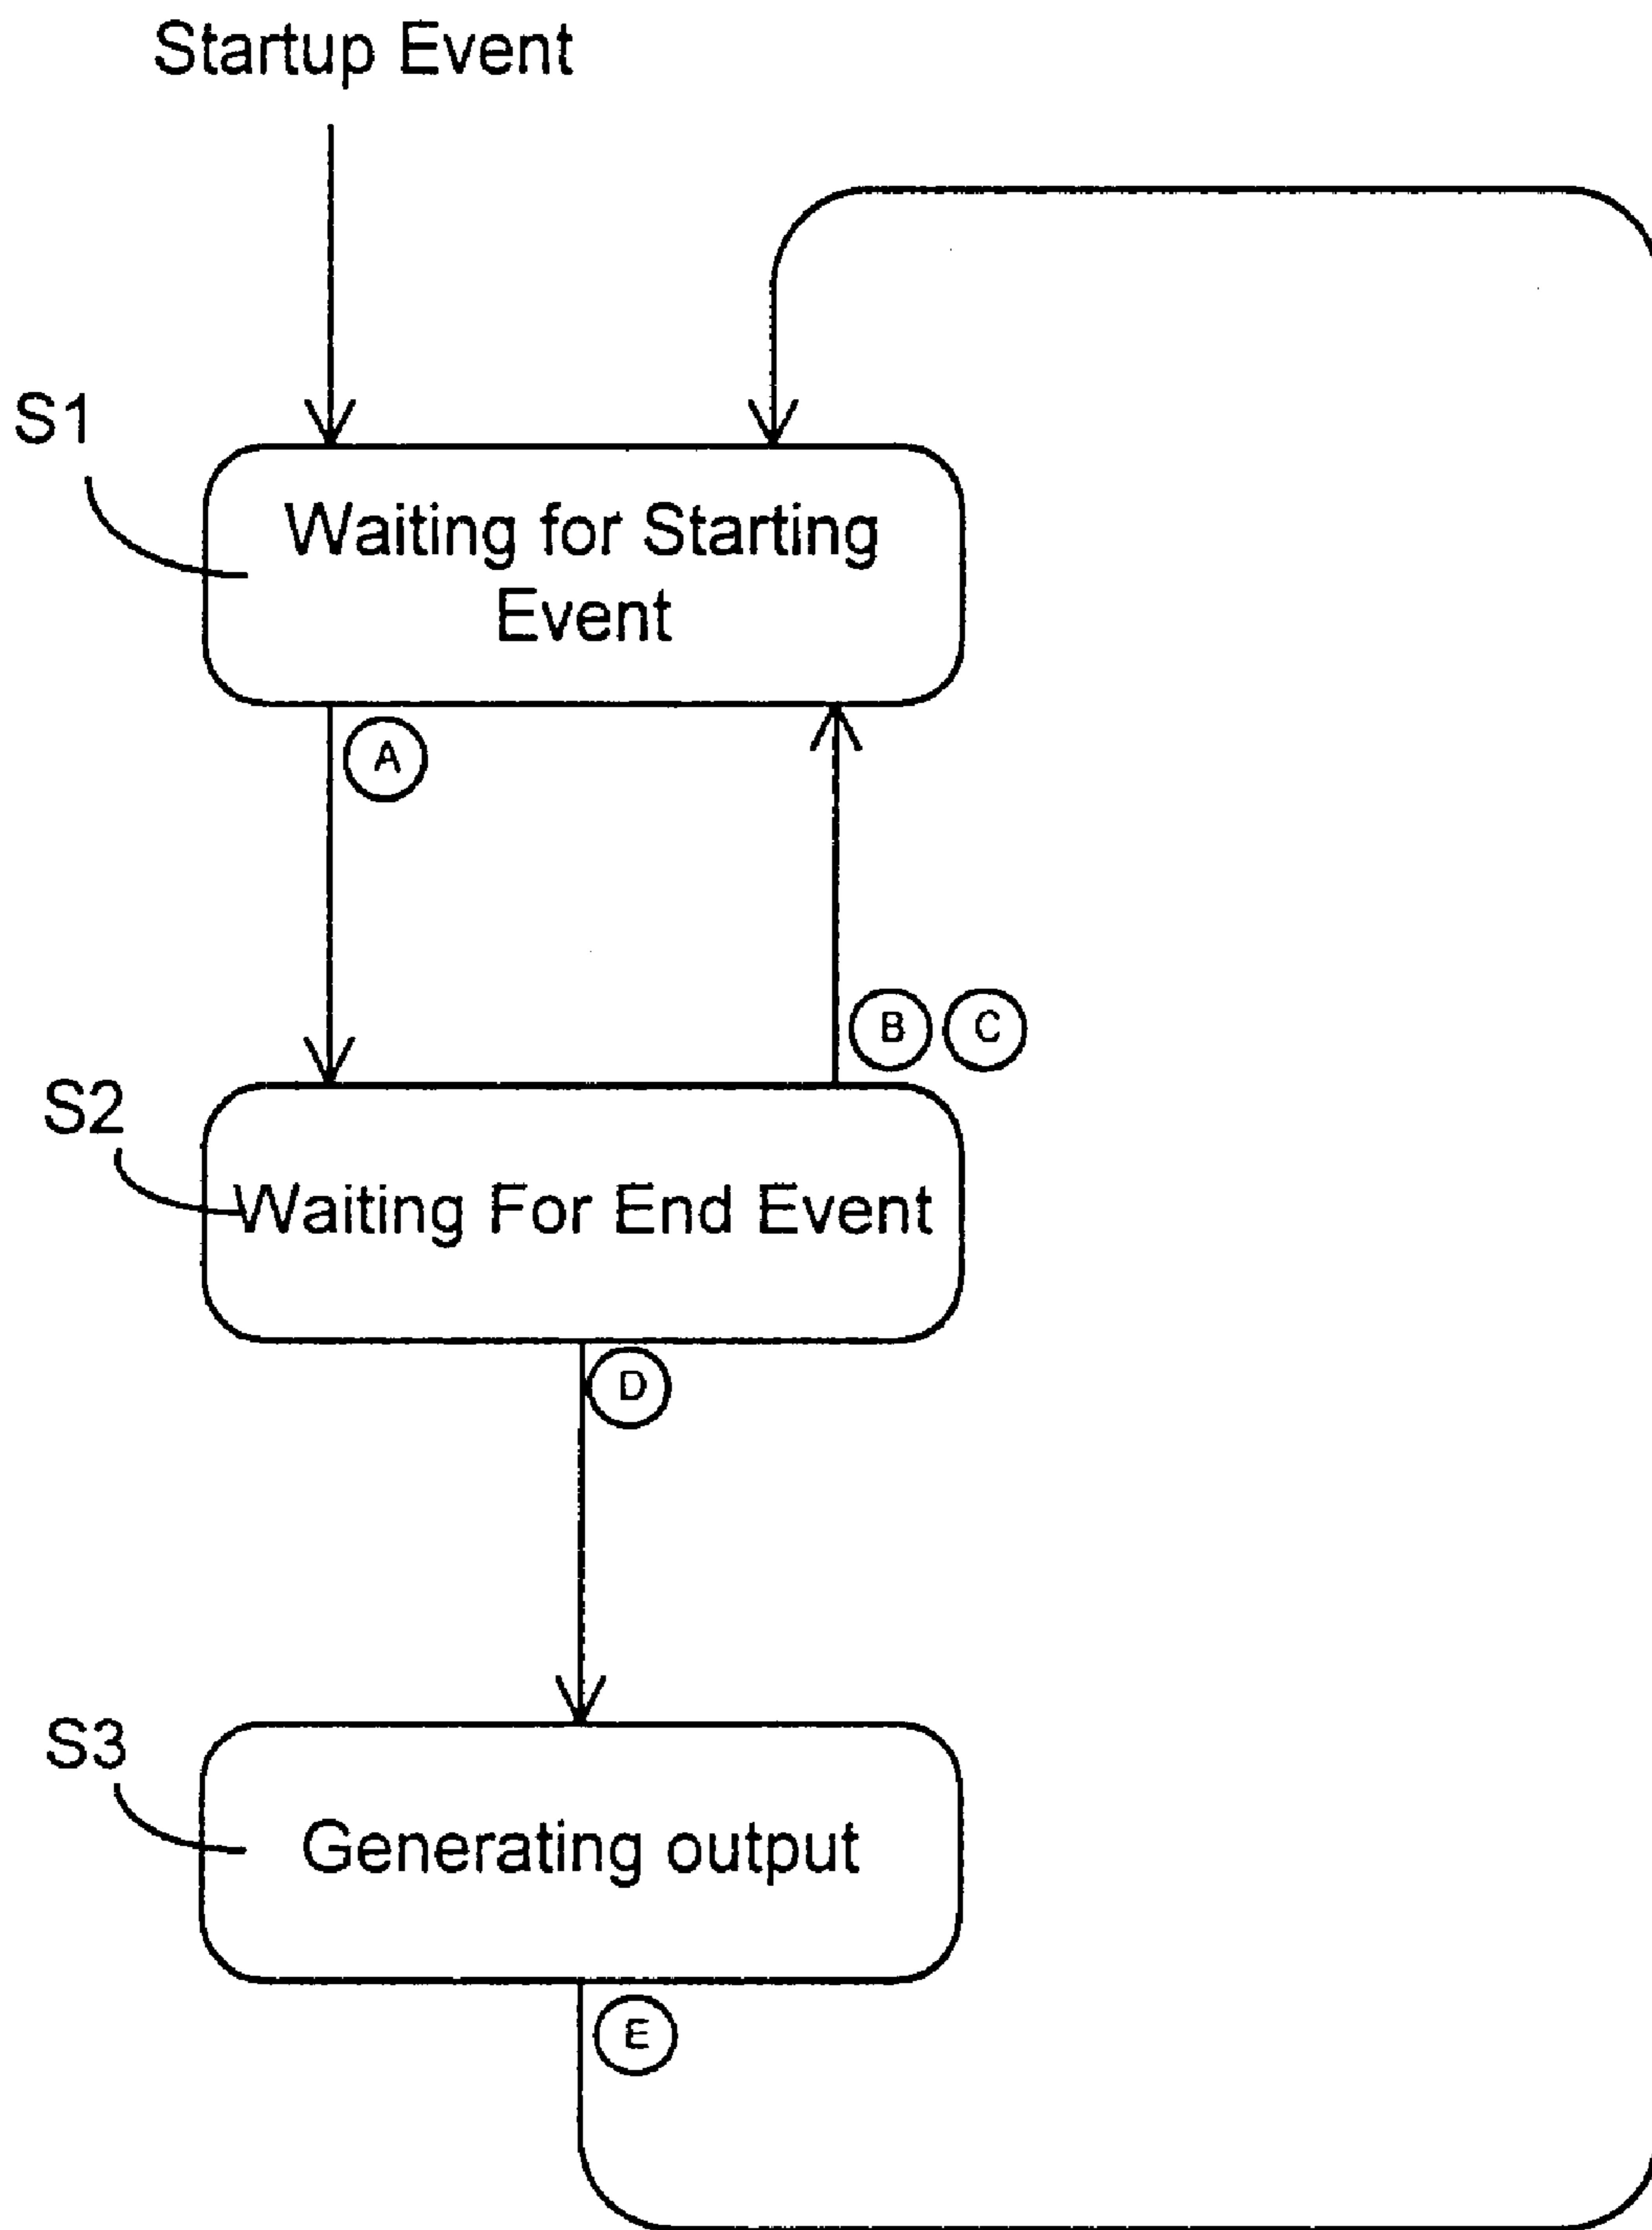 Startup Event
S1
Waiting for Starting
Event
A
B C
S2
Waiting For End Event
D
S3
Generating output
E